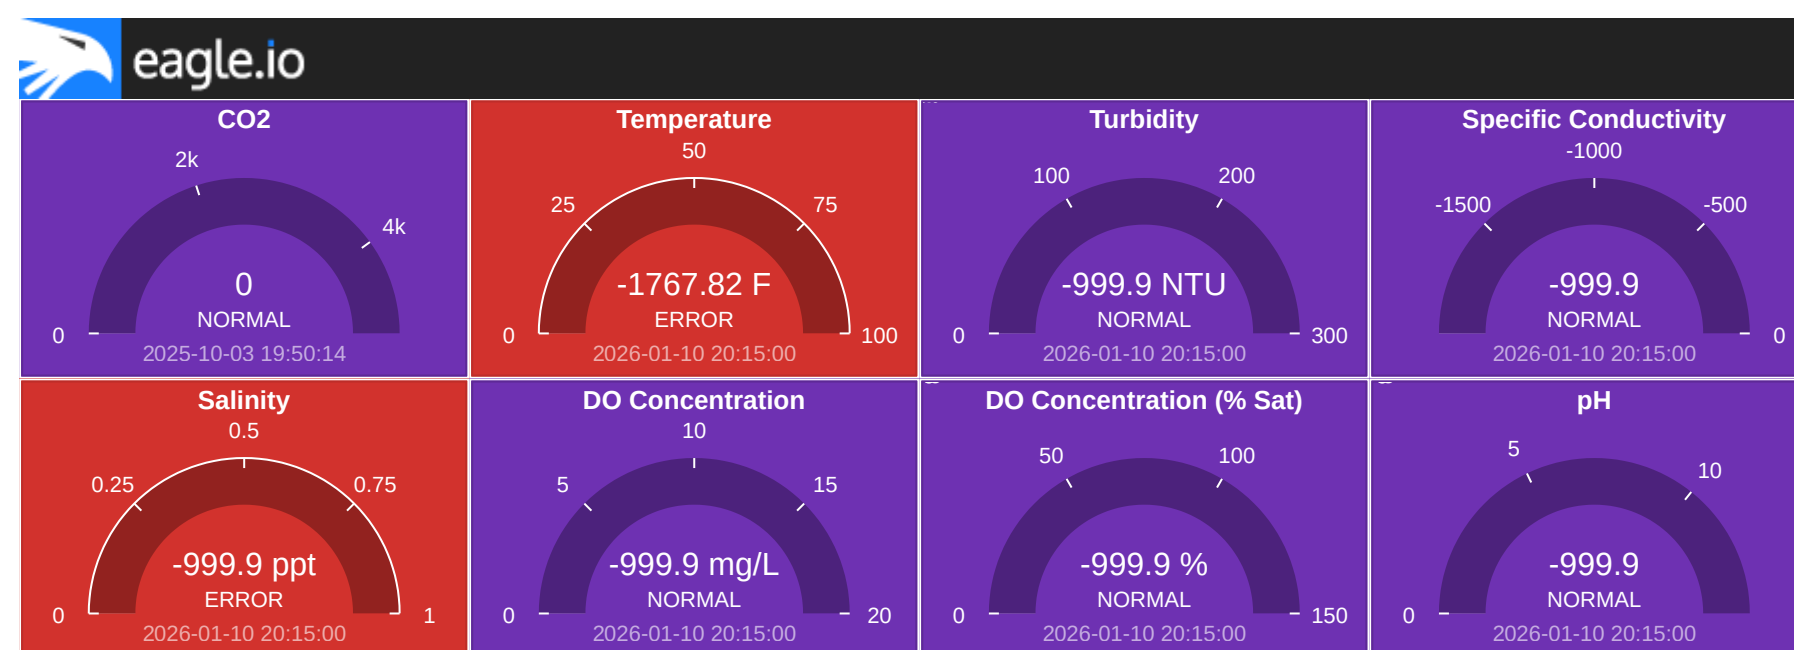 eagle.io
CO2
2k
4k
0
NORMAL
0
2025-10-03 19:50:14
Temperature
50
25
75
-1767.82 F
ERROR
0
100
2026-01-10 20:15:00
Turbidity
100
200
-999.9 NTU
NORMAL
0
300
2026-01-10 20:15:00
Specific Conductivity
-1000
-1500
-500
-999.9
NORMAL
0
2026-01-10 20:15:00
Salinity
0.5
0.25
0.75
-999.9 ppt
ERROR
0
1
2026-01-10 20:15:00
DO Concentration
10
5
15
-999.9 mg/L
NORMAL
0
20
2026-01-10 20:15:00
DO Concentration (% Sat)
50
100
-999.9 %
NORMAL
0
150
2026-01-10 20:15:00
pH
5
10
-999.9
NORMAL
0
2026-01-10 20:15:00